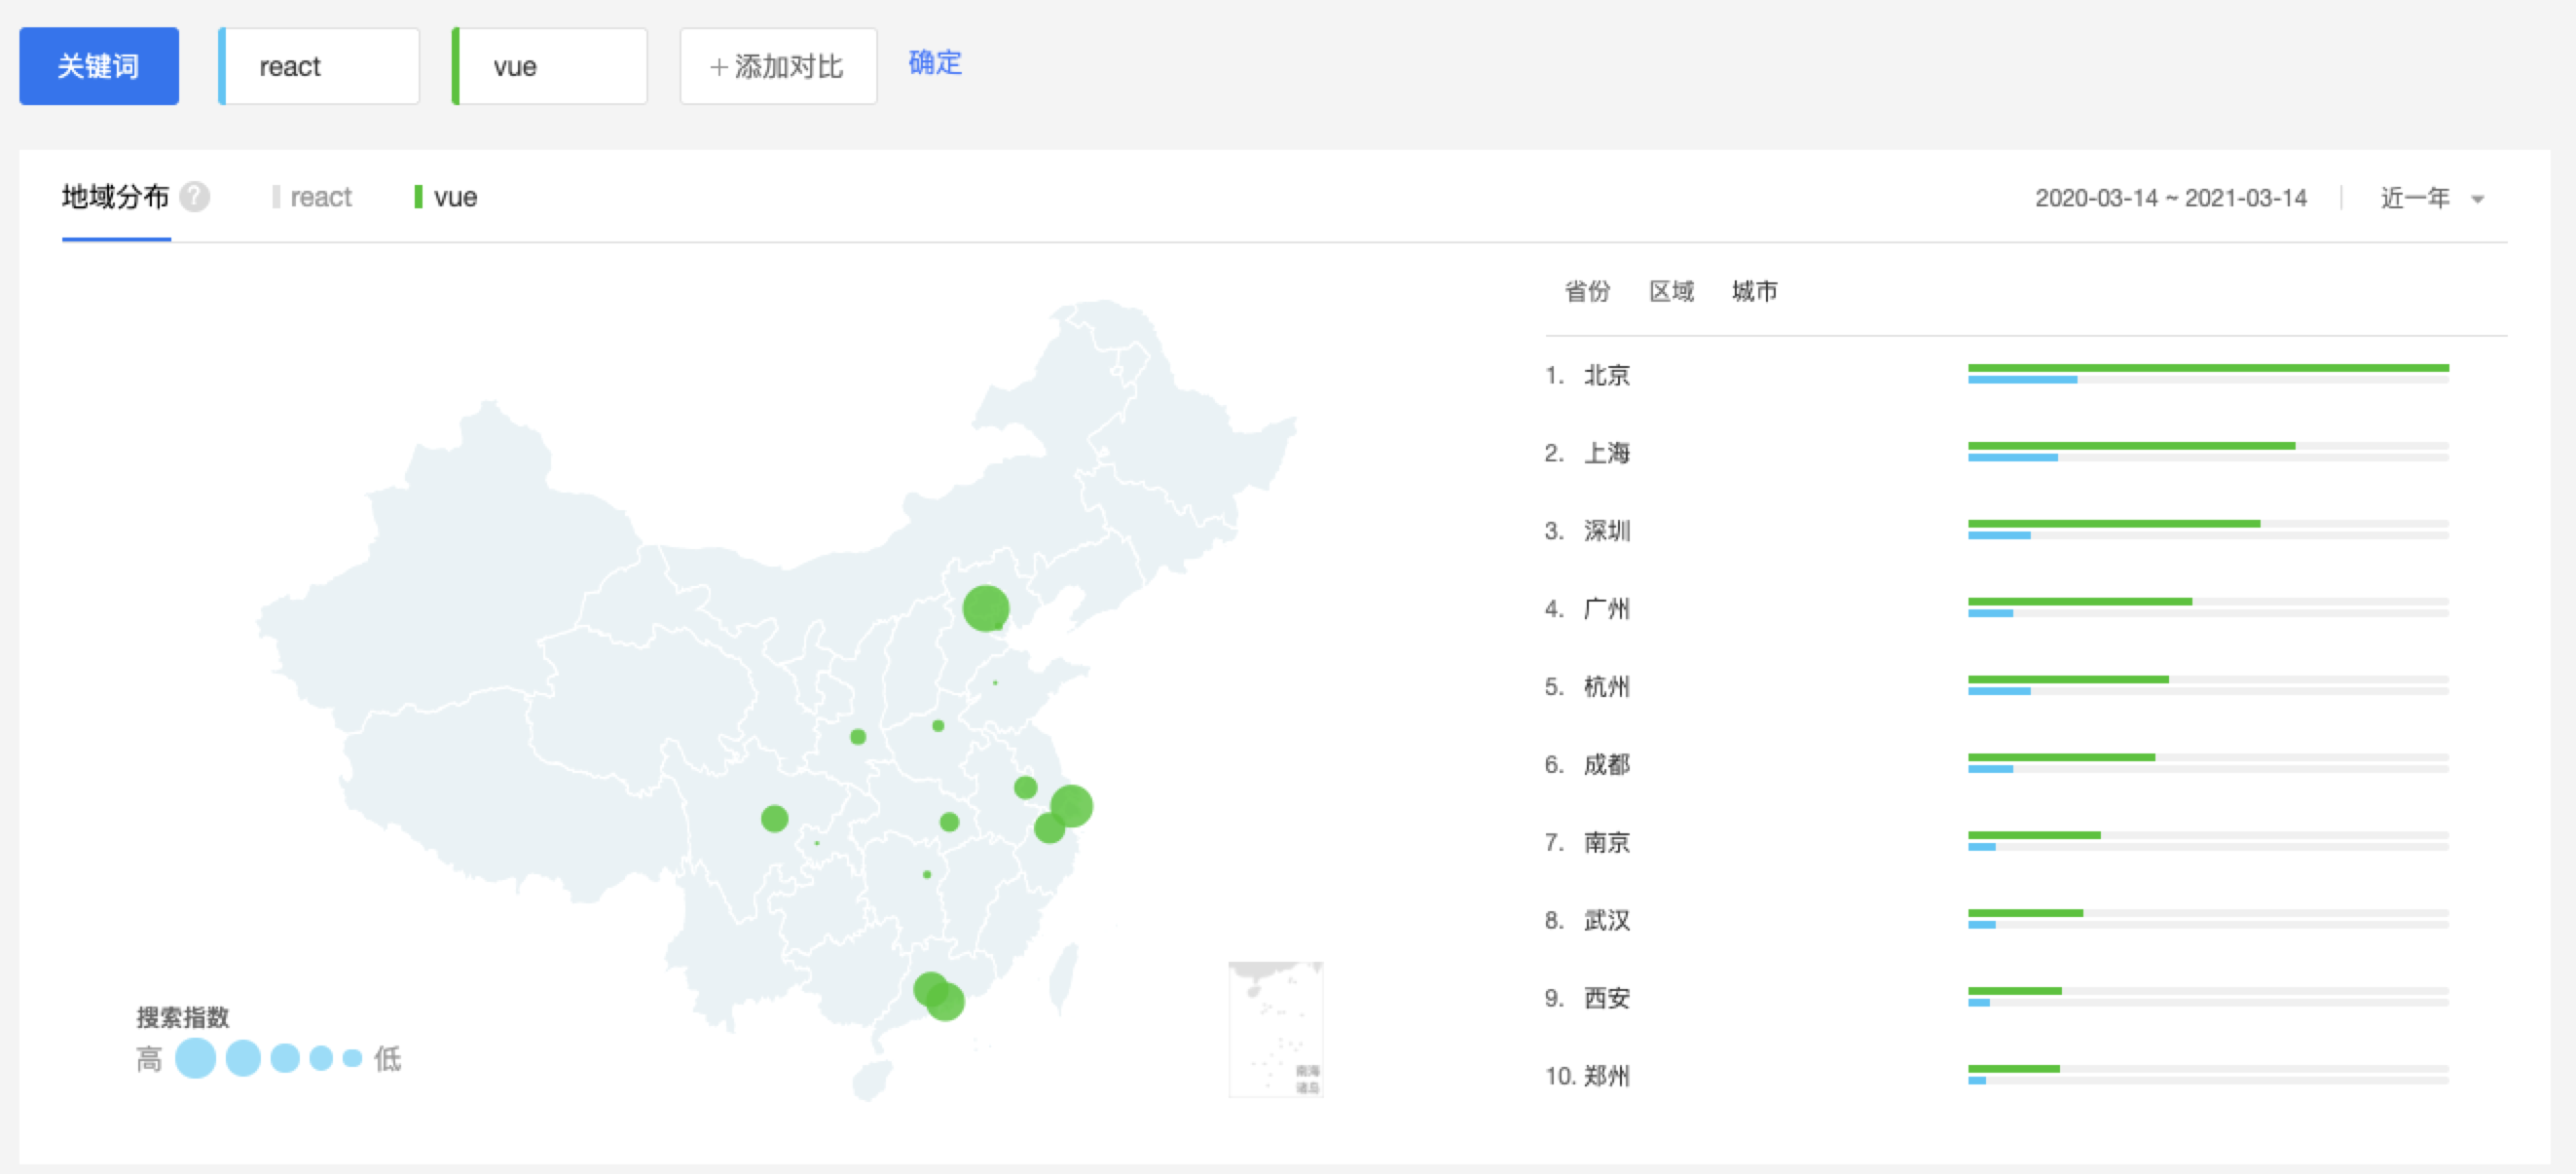 关键词 react vue +添加对比 确定
地域分布 ? react vue 2020-03-14 ~ 2021-03-14 近一年
省份 区域 城市
1. 北京
2. 上海
3. 深圳
4. 广州
5. 杭州
6. 成都
7. 南京
8. 武汉
9. 西安
10. 郑州
搜索指数
高 低
南海
诸岛